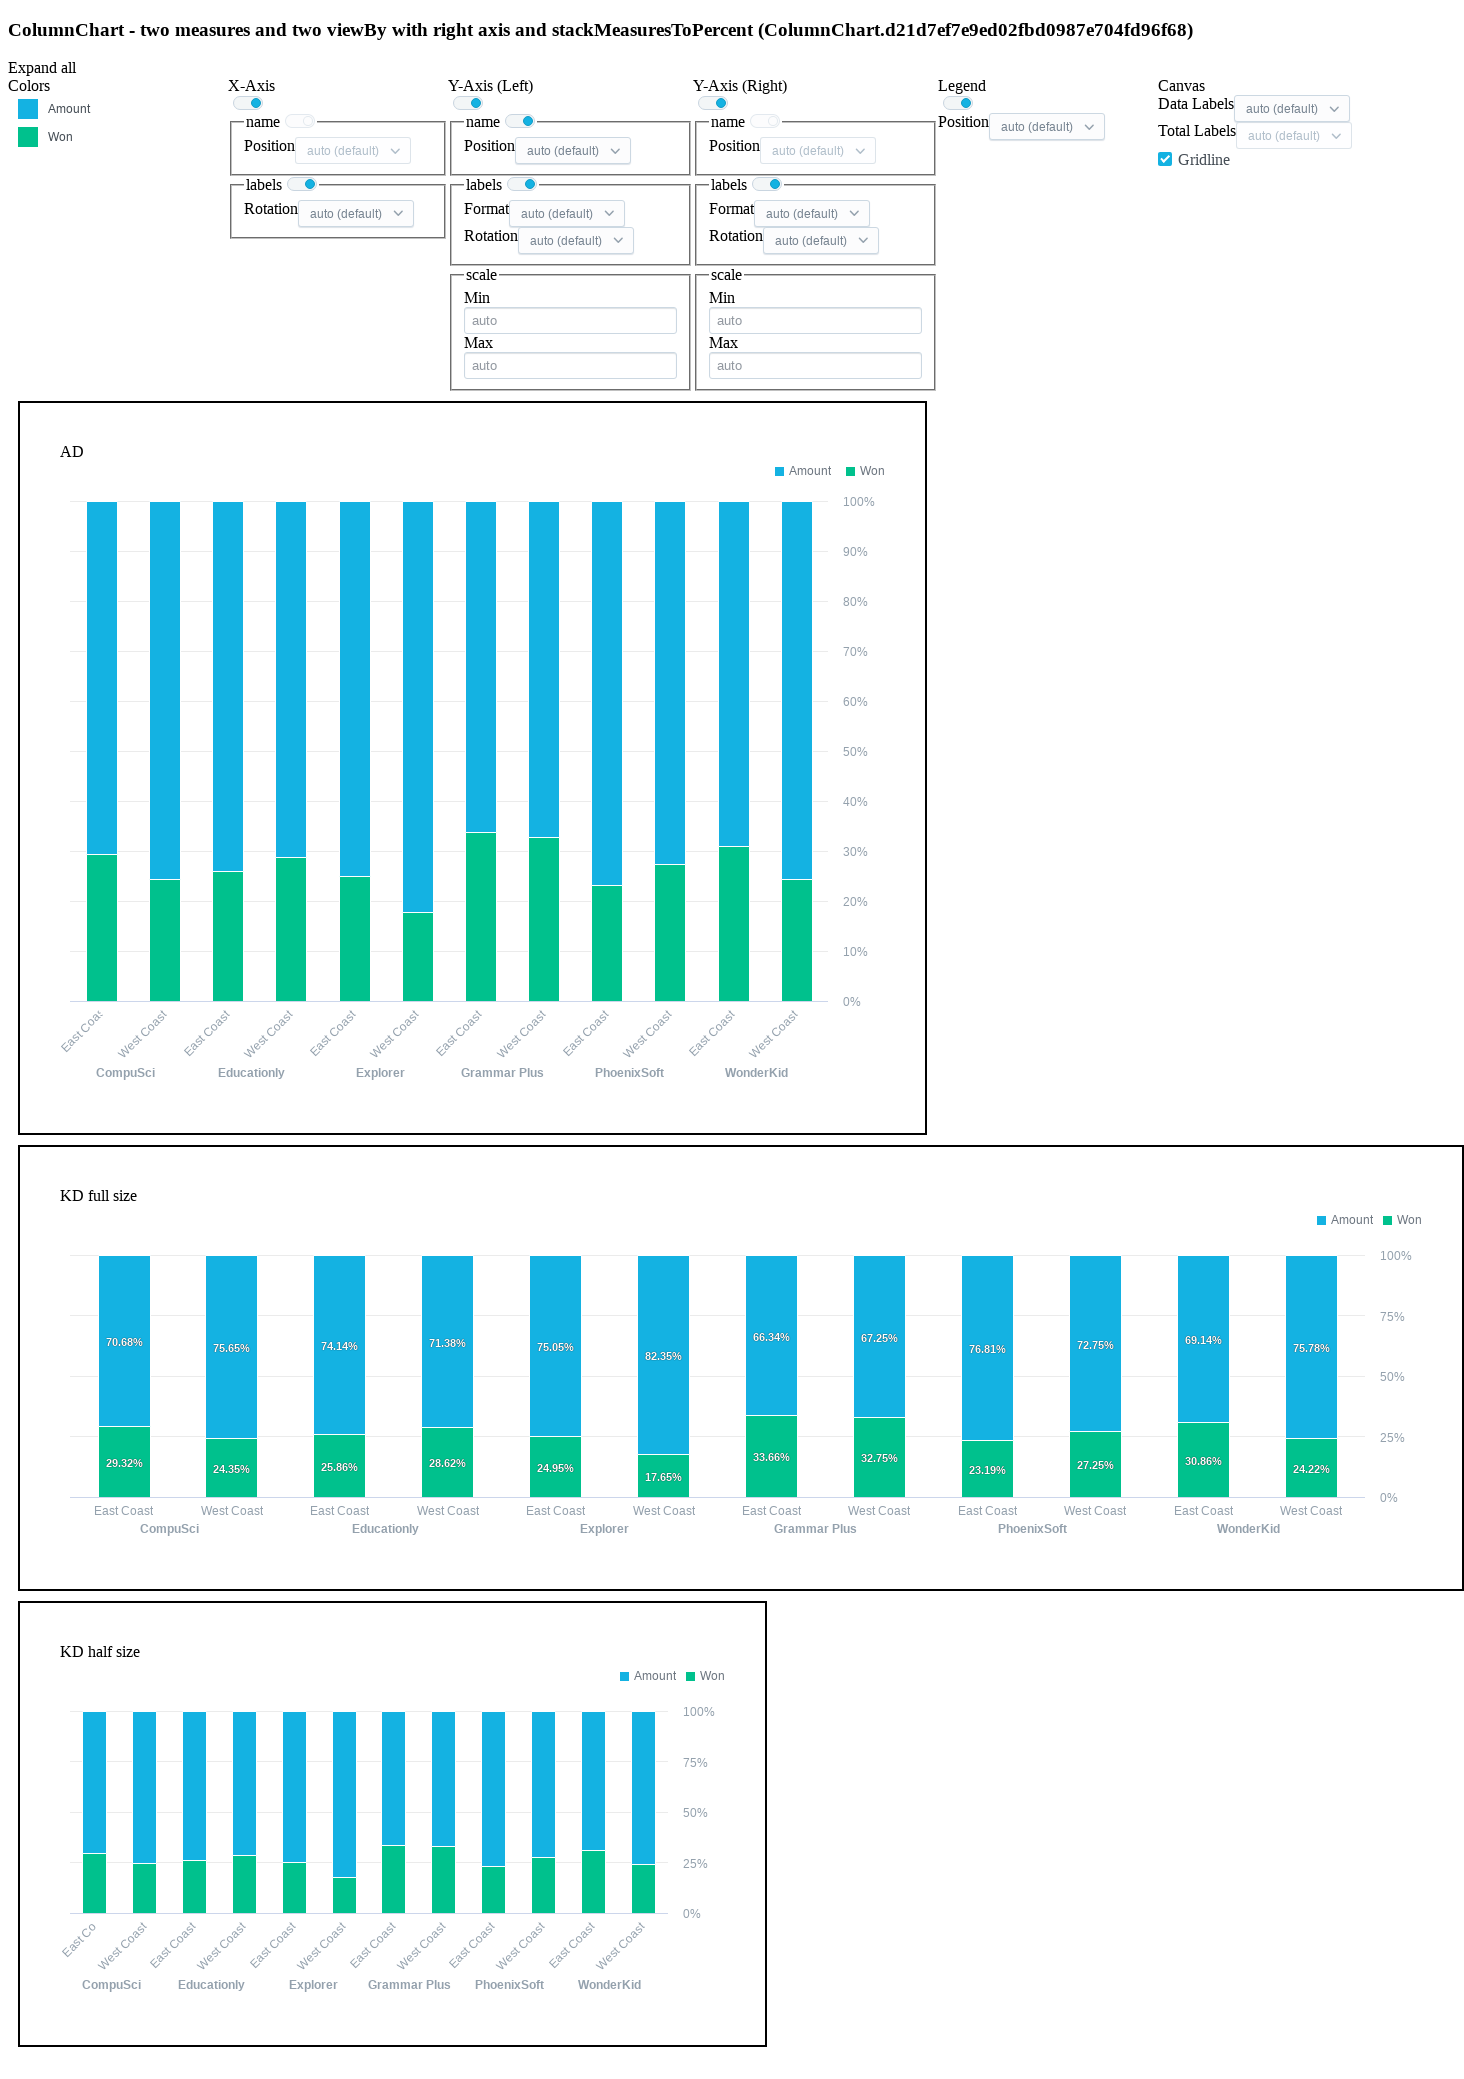 ColumnChart - two measures and two viewBy with right axis and stackMeasuresToPercent (ColumnChart.d21d7ef7e9ed02fbd0987e704fd96f68)
Expand all
Colors
Amount
Won
X-Axis
name
Position auto (default)
labels
Rotation auto (default)
Y-Axis (Left)
name
Position auto (default)
labels
Format auto (default)
Rotation auto (default)
scale
Min
auto
Max
auto
Y-Axis (Right)
name
Position auto (default)
labels
Format auto (default)
Rotation auto (default)
scale
Min
auto
Max
auto
Legend
Position auto (default)
Canvas
Data Labels auto (default)
Total Labels auto (default)
Gridline
AD
Amount Won
100%
90%
80%
70%
60%
50%
40%
30%
20%
10%
0%
East Coas West Coast East Coast West Coast East Coast West Coast East Coast West Coast East Coast West Coast East Coast West Coast
CompuSci Educationly Explorer Grammar Plus PhoenixSoft WonderKid
KD full size
Amount Won
100%
75%
50%
25%
0%
70.68% 75.65% 74.14% 71.38% 75.05% 82.35% 66.34% 67.25% 76.81% 72.75% 69.14% 75.78%
29.32% 24.35% 25.86% 28.62% 24.95% 17.65% 33.66% 32.75% 23.19% 27.25% 30.86% 24.22%
East Coast West Coast East Coast West Coast East Coast West Coast East Coast West Coast East Coast West Coast East Coast West Coast
CompuSci Educationly Explorer Grammar Plus PhoenixSoft WonderKid
KD half size
Amount Won
100%
75%
50%
25%
0%
East Co West Coast East Coast West Coast East Coast West Coast East Coast West Coast East Coast West Coast East Coast West Coast
CompuSci Educationly Explorer Grammar Plus PhoenixSoft WonderKid